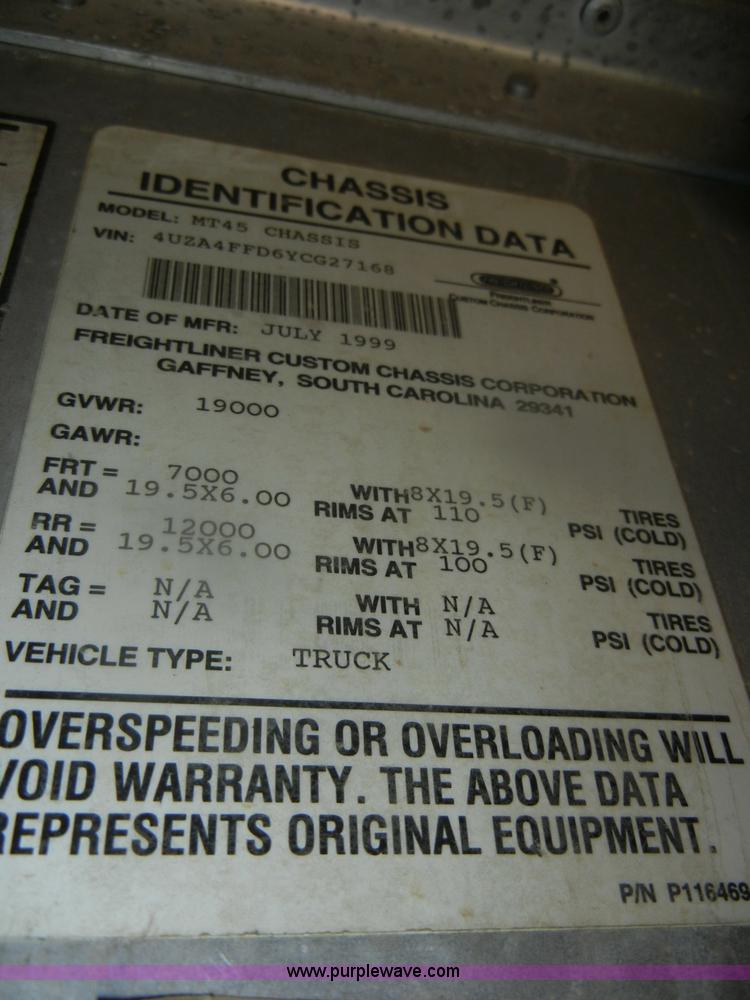 CHASSIS
IDENTIFICATION DATA
MODEL: MT45 CHASSIS
VIN: 4UZA4FFD6YCG27168
FREIGHTLINER
CUSTOM CHASSIS CORPORATION
DATE OF MFR: JULY 1999
FREIGHTLINER CUSTOM CHASSIS CORPORATION
GAFFNEY, SOUTH CAROLINA 29341
GVWR: 19000
GAWR:
FRT = 7000 WITH 8X19.5(F) TIRES
AND 19.5X6.00 RIMS AT 110 PSI (COLD)
RR = 12000 WITH 8X19.5(F) TIRES
AND 19.5X6.00 RIMS AT 100 PSI (COLD)
TAG = N/A WITH N/A TIRES
AND N/A RIMS AT N/A PSI (COLD)
VEHICLE TYPE: TRUCK
OVERSPEEDING OR OVERLOADING WILL
VOID WARRANTY. THE ABOVE DATA
REPRESENTS ORIGINAL EQUIPMENT.
P/N P116469
www.purplewave.com